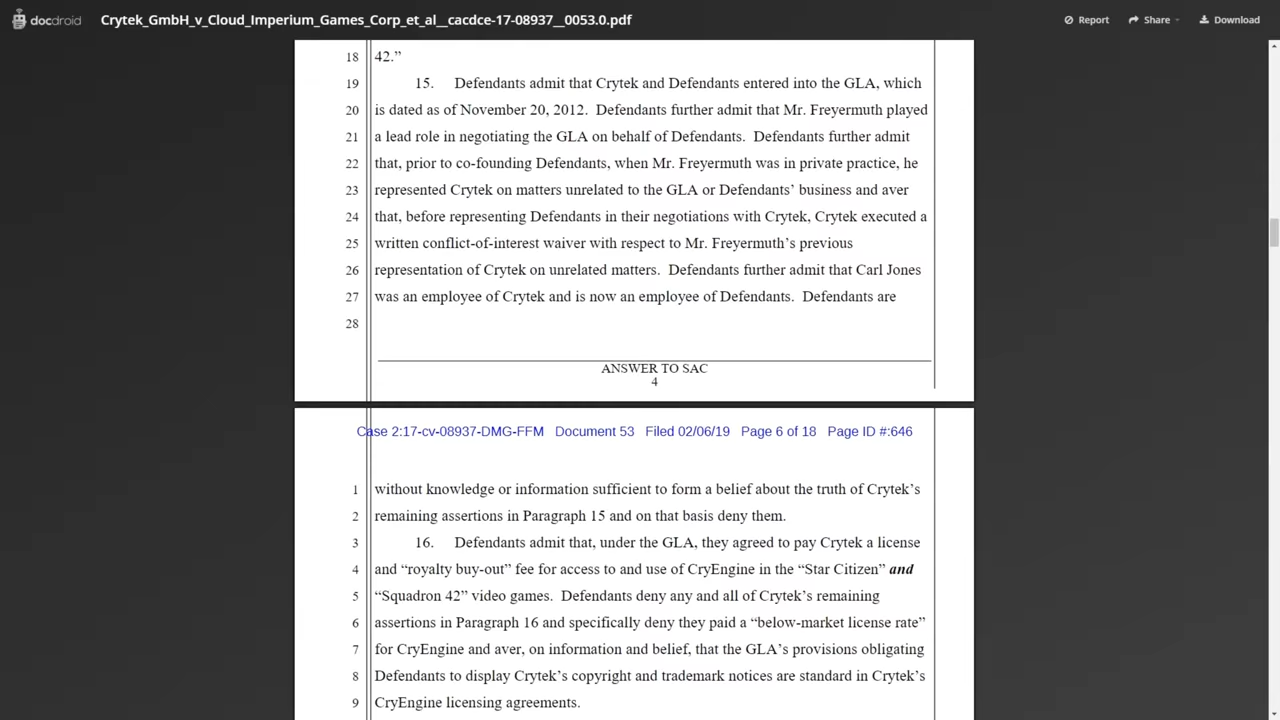 docdroid Crytek_GmbH_v_Cloud_Imperium_Games_Corp_et_al__cacdce-17-08937__0053.0.pdf Report Share Download
18 42.”
19 15. Defendants admit that Crytek and Defendants entered into the GLA, which
20 is dated as of November 20, 2012. Defendants further admit that Mr. Freyermuth played
21 a lead role in negotiating the GLA on behalf of Defendants. Defendants further admit
22 that, prior to co-founding Defendants, when Mr. Freyermuth was in private practice, he
23 represented Crytek on matters unrelated to the GLA or Defendants’ business and aver
24 that, before representing Defendants in their negotiations with Crytek, Crytek executed a
25 written conflict-of-interest waiver with respect to Mr. Freyermuth’s previous
26 representation of Crytek on unrelated matters. Defendants further admit that Carl Jones
27 was an employee of Crytek and is now an employee of Defendants. Defendants are
28
ANSWER TO SAC
4
Case 2:17-cv-08937-DMG-FFM Document 53 Filed 02/06/19 Page 6 of 18 Page ID #:646
1 without knowledge or information sufficient to form a belief about the truth of Crytek’s
2 remaining assertions in Paragraph 15 and on that basis deny them.
3 16. Defendants admit that, under the GLA, they agreed to pay Crytek a license
4 and “royalty buy-out” fee for access to and use of CryEngine in the “Star Citizen” and
5 “Squadron 42” video games. Defendants deny any and all of Crytek’s remaining
6 assertions in Paragraph 16 and specifically deny they paid a “below-market license rate”
7 for CryEngine and aver, on information and belief, that the GLA’s provisions obligating
8 Defendants to display Crytek’s copyright and trademark notices are standard in Crytek’s
9 CryEngine licensing agreements.